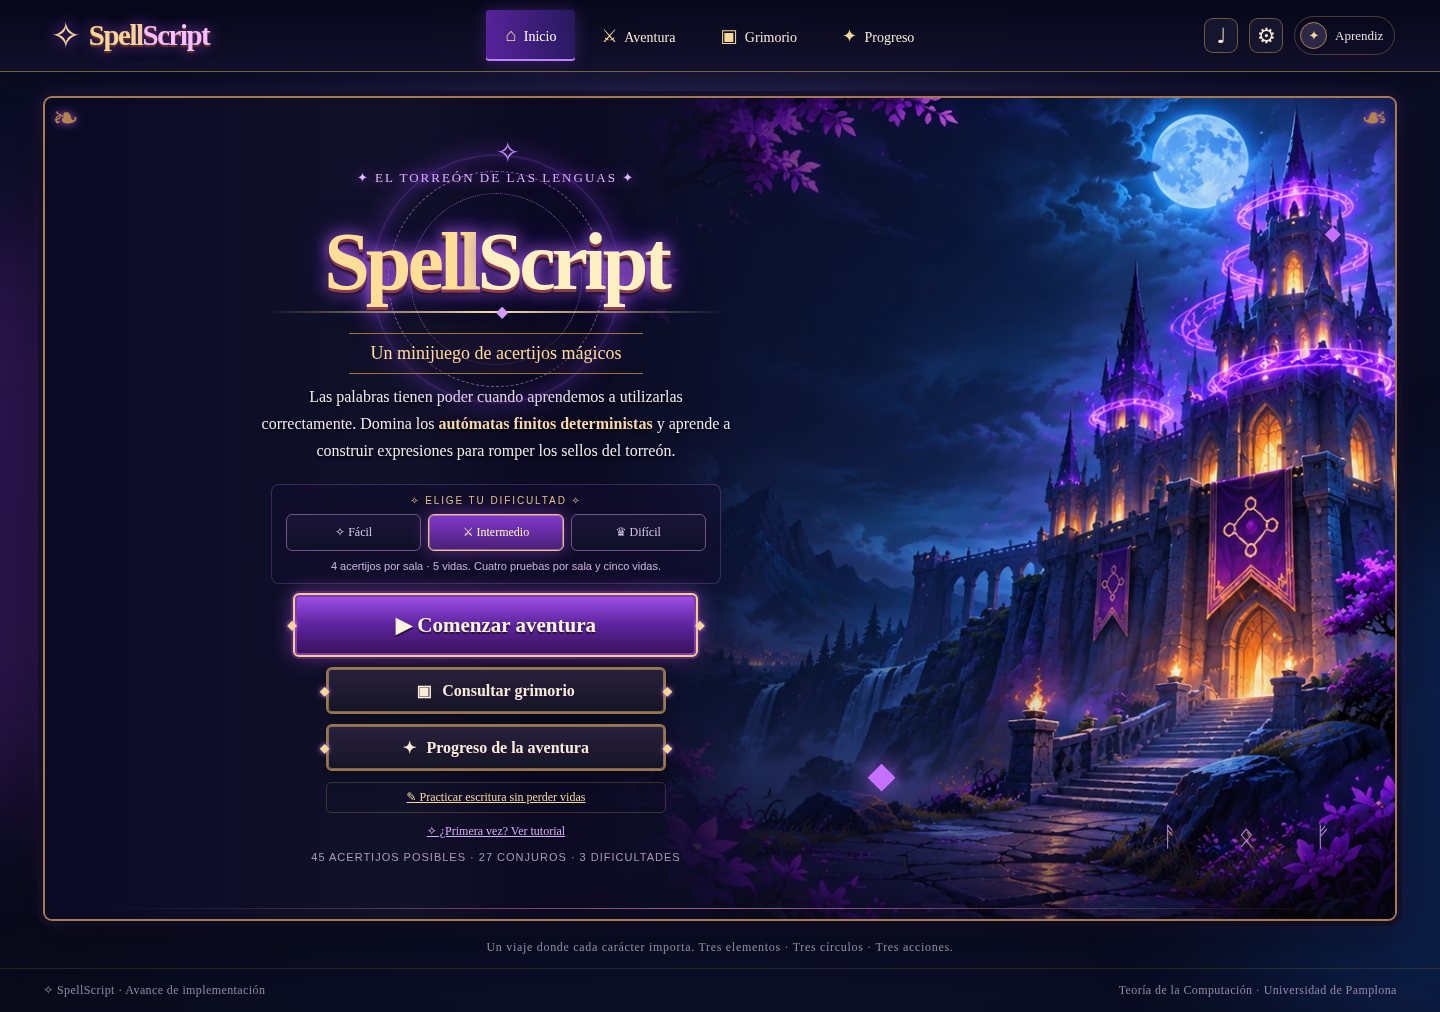 ✧ SpellScript
⌂ Inicio
⚔ Aventura
▣ Grimorio
✦ Progreso
♩
⚙
✦ Aprendiz
✦ EL TORREÓN DE LAS LENGUAS ✦
SpellScript
Un minijuego de acertijos mágicos
Las palabras tienen poder cuando aprendemos a utilizarlas
correctamente. Domina los autómatas finitos deterministas y aprende a
construir expresiones para romper los sellos del torreón.
✧ ELIGE TU DIFICULTAD ✧
✧ Fácil
⚔ Intermedio
♛ Difícil
4 acertijos por sala · 5 vidas. Cuatro pruebas por sala y cinco vidas.
▶ Comenzar aventura
▣ Consultar grimorio
✦ Progreso de la aventura
✎ Practicar escritura sin perder vidas
✧ ¿Primera vez? Ver tutorial
45 ACERTIJOS POSIBLES · 27 CONJUROS · 3 DIFICULTADES
ᚫ ᛟ ᚠ
Un viaje donde cada carácter importa. Tres elementos · Tres círculos · Tres acciones.
✧ SpellScript · Avance de implementación
Teoría de la Computación · Universidad de Pamplona